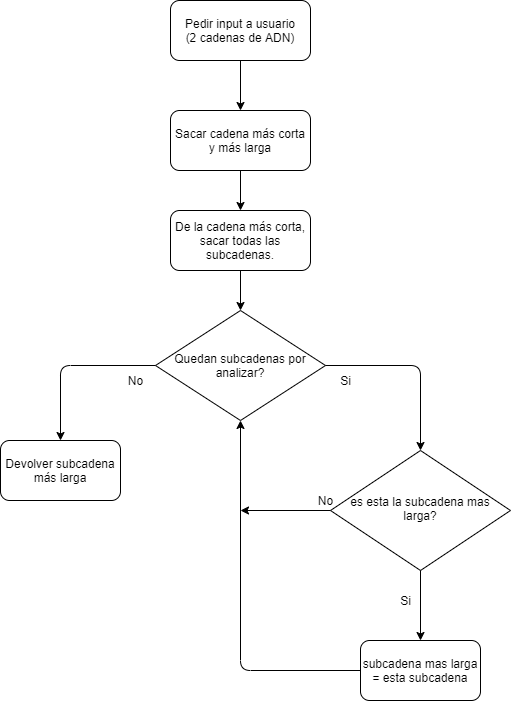 Pedir input a usuario
(2 cadenas de ADN)
Sacar cadena más corta
y más larga
De la cadena más corta,
sacar todas las
subcadenas.
Quedan subcadenas por
analizar?
No
Si
Devolver subcadena
más larga
No
es esta la subcadena mas
larga?
Si
subcadena mas larga
= esta subcadena